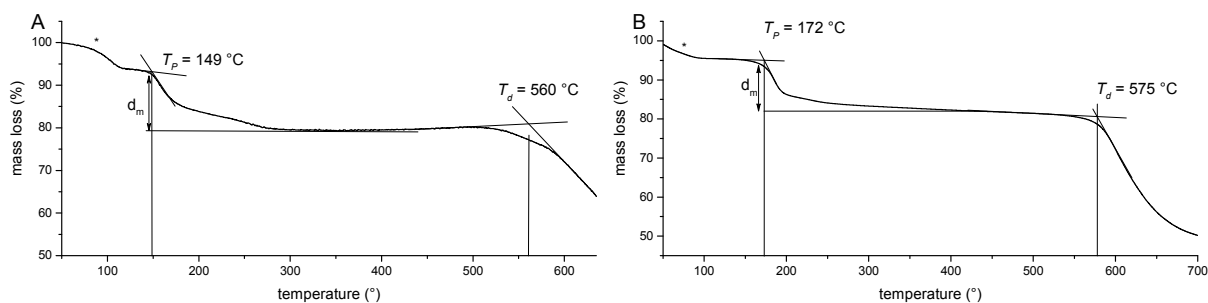 A
*
T_P = 149 °C
d_m
T_d = 560 °C
100
90
80
70
60
50
mass loss (%)
100
200
300
400
500
600
temperature (°)
B
*
T_P = 172 °C
d_m
T_d = 575 °C
100
90
80
70
60
50
mass loss (%)
100
200
300
400
500
600
700
temperature (°)